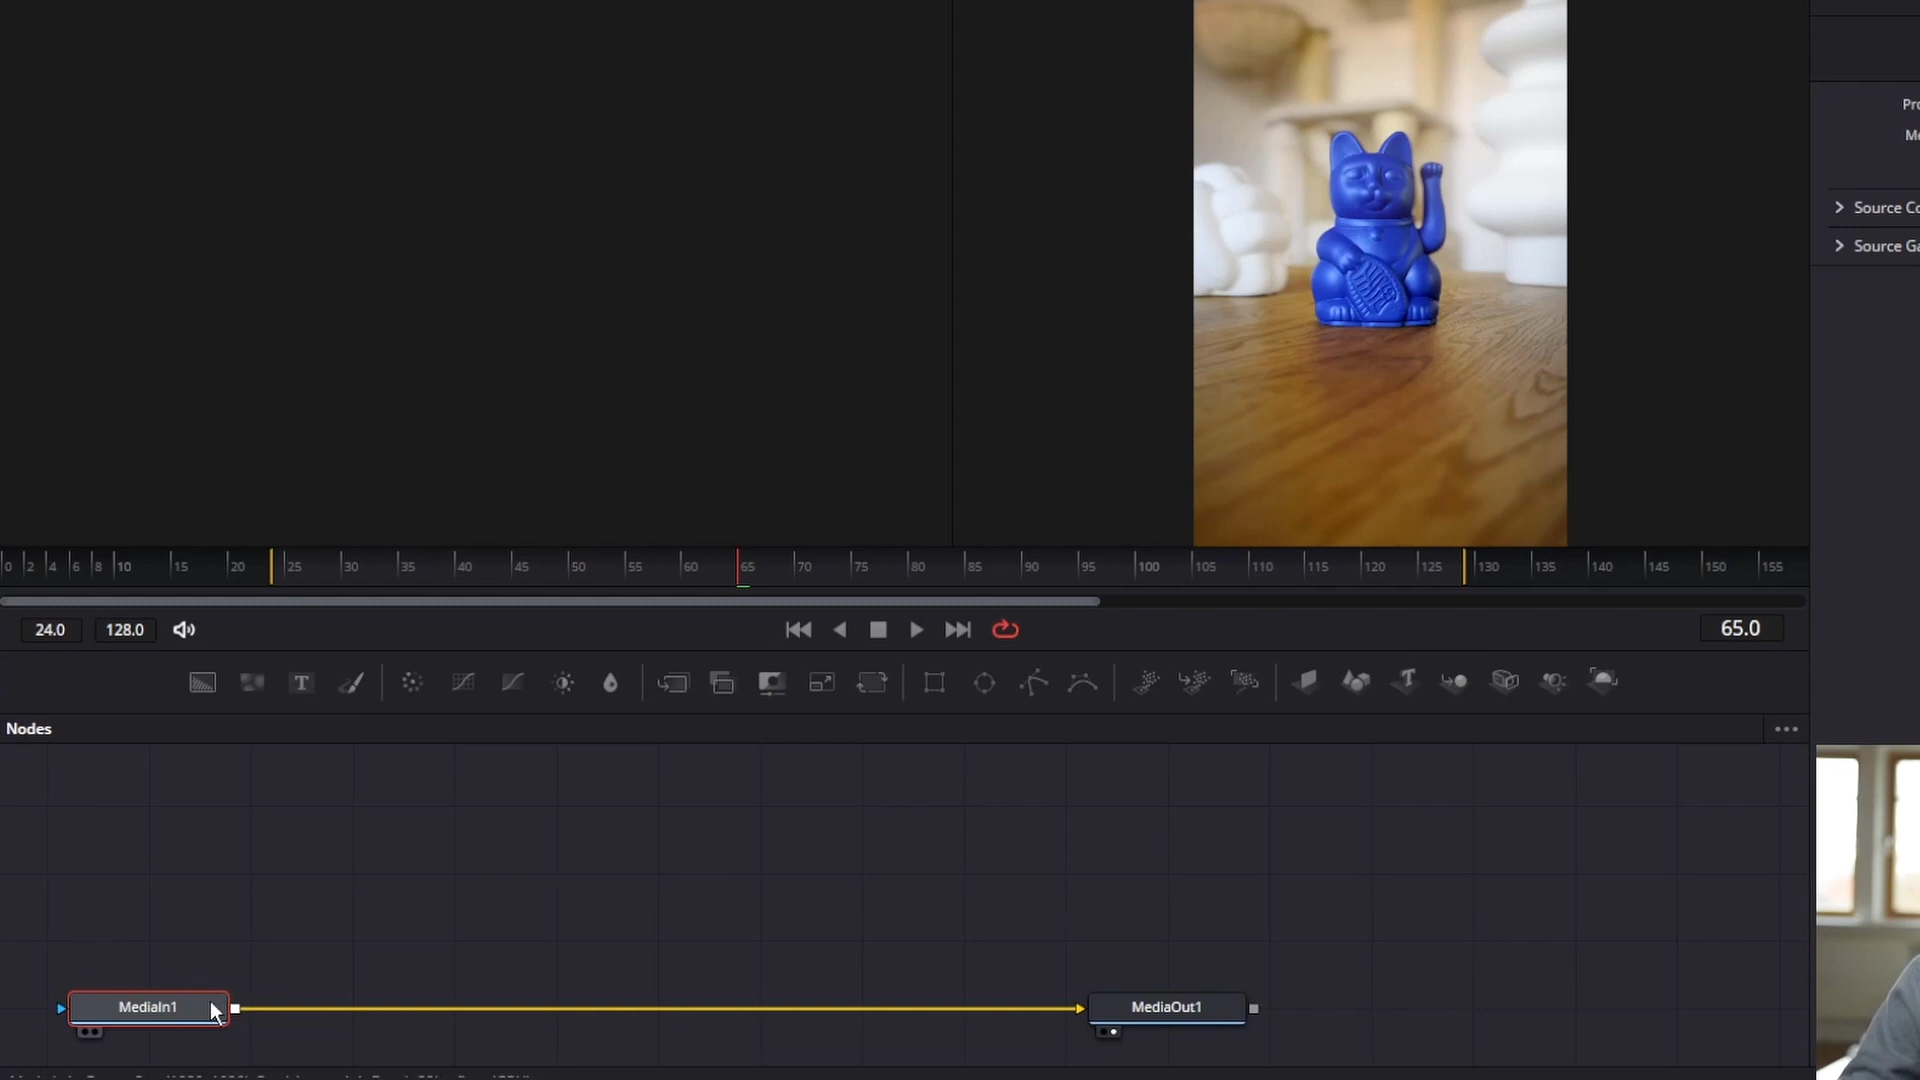 Pro
Me
Source Co
Source Ga
0 2 4 6 8 10 15 20 25 30 35 40 45 50 55 60 65 70 75 80 85 90 95 100 105 110 115 120 125 130 135 140 145 150 155
24.0 128.0 65.0
T T
Nodes
MediaIn1 MediaOut1